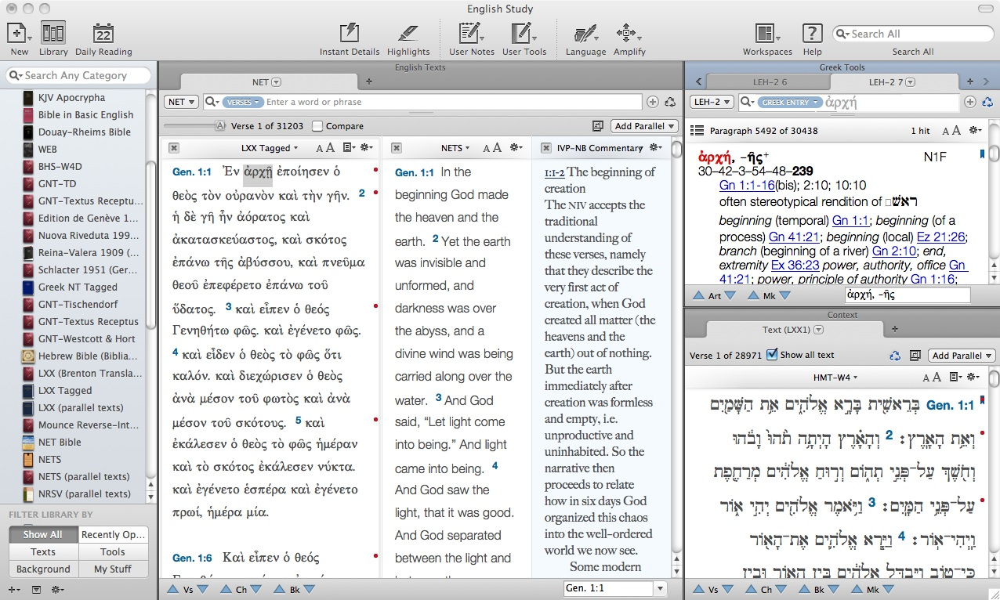 English Study
New
Library
22
Daily Reading
Instant Details
Highlights
User Notes
User Tools
Language
Amplify
Workspaces
?
Help
Search All
Search All
Search Any Category
KJV Apocrypha
Bible in Basic English
Douay-Rheims Bible
WEB
BHS-W4D
GNT-TD
GNT-Textus Receptu...
Edition de Genève 1...
Nuova Riveduta 199...
Reina-Valera 1909 (...
Schlacter 1951 (Ger...
Greek NT Tagged
GNT-Tischendorf
GNT-Textus Receptus
GNT-Westcott & Hort
Hebrew Bible (Biblia...
LXX (Brenton Transla...
LXX Tagged
LXX (parallel texts)
Mounce Reverse-Int...
NET Bible
NETS
NETS (parallel texts)
NRSV (parallel texts)
FILTER LIBRARY BY
Show All
Recently Op...
Texts
Tools
Background
My Stuff
English Texts
NET
+
NET
VERSES
Enter a word or phrase
A
Verse 1 of 31203
Compare
Add Parallel
LXX Tagged
A A
Gen. 1:1 Ἐν ἀρχῇ ἐποίησεν ὁ
θεὸς τὸν οὐρανὸν καὶ τὴν γῆν. 2
ἡ δὲ γῆ ἦν ἀόρατος καὶ
ἀκατασκεύαστος, καὶ σκότος
ἐπάνω τῆς ἀβύσσου, καὶ πνεῦμα
θεοῦ ἐπεφέρετο ἐπάνω τοῦ
ὕδατος. 3 καὶ εἶπεν ὁ θεός
Γενηθήτω φῶς. καὶ ἐγένετο φῶς.
4 καὶ εἶδεν ὁ θεὸς τὸ φῶς ὅτι
καλόν. καὶ διεχώρισεν ὁ θεὸς
ἀνὰ μέσον τοῦ φωτὸς καὶ ἀνὰ
μέσον τοῦ σκότους. 5 καὶ
ἐκάλεσεν ὁ θεὸς τὸ φῶς ἡμέραν
καὶ τὸ σκότος ἐκάλεσεν νύκτα.
καὶ ἐγένετο ἑσπέρα καὶ ἐγένετο
πρωί, ἡμέρα μία.
Gen. 1:6 Καὶ εἶπεν ὁ θεός
NETS
A A
Gen. 1:1 In the
beginning God made
the heaven and the
earth. 2 Yet the earth
was invisible and
unformed, and
darkness was over
the abyss, and a
divine wind was being
carried along over the
water. 3 And God
said, “Let light come
into being.” And light
came into being. 4
And God saw the
light, that it was good.
And God separated
between the light and
IVP-NB Commentary
1:1-2 The beginning of
creation
The NIV accepts the
traditional
understanding of
these verses, namely
that they describe the
very first act of
creation, when God
created all matter (the
heavens and the
earth) out of nothing.
But the earth
immediately after
creation was formless
and empty, i.e.
unproductive and
uninhabited. So the
narrative then
proceeds to relate
how in six days God
organized this chaos
into the well-ordered
world we now see.
Some modern
Vs
Ch
Bk
Gen. 1:1
Greek Tools
LEH-2 6
LEH-2 7
+
LEH-2
GREEK ENTRY
ἀρχή
Paragraph 5492 of 30438
1 hit
A A
ἀρχή, -ῆς+ N1F
30-42-3-54-48-239
Gn 1:1-16(bis); 2:10; 10:10
often stereotypical rendition of ראשׁ
beginning (temporal) Gn 1:1; beginning (of a
process) Gn 41:21; beginning (local) Ez 21:26;
branch (beginning of a river) Gn 2:10; end,
extremity Ex 36:23 power, authority, office Gn
41:21; power, principle of authority Gn 1:16;
Art
Mk
ἀρχή, -ῆς
Context
Text (LXX1)
+
Verse 1 of 28971
Show all text
Add Parallel
HMT-W4
A A
Gen. 1:1 בְּרֵאשִׁ֖ית בָּרָ֣א אֱלֹהִ֑ים אֵ֥ת הַשָּׁמַ֖יִם
וְאֵ֥ת הָאָֽרֶץ׃ 2 וְהָאָ֗רֶץ הָיְתָ֥ה תֹ֙הוּ֙ וָבֹ֔הוּ
וְחֹ֖שֶׁךְ עַל־פְּנֵ֣י תְה֑וֹם וְר֣וּחַ אֱלֹהִ֔ים מְרַחֶ֖פֶת
עַל־פְּנֵ֥י הַמָּֽיִם׃ 3 וַיֹּ֥אמֶר אֱלֹהִ֖ים יְהִ֣י א֑וֹר
וַֽיְהִי־אֽוֹר׃ 4 וַיַּ֧רְא אֱלֹהִ֛ים אֶת־הָא֖וֹר
כִּי־ט֑וֹב וַיַּבְדֵּ֣ל אֱלֹהִ֔ים בֵּ֥ין הָא֖וֹר וּבֵ֥ין
Vs
Ch
Bk
Mk